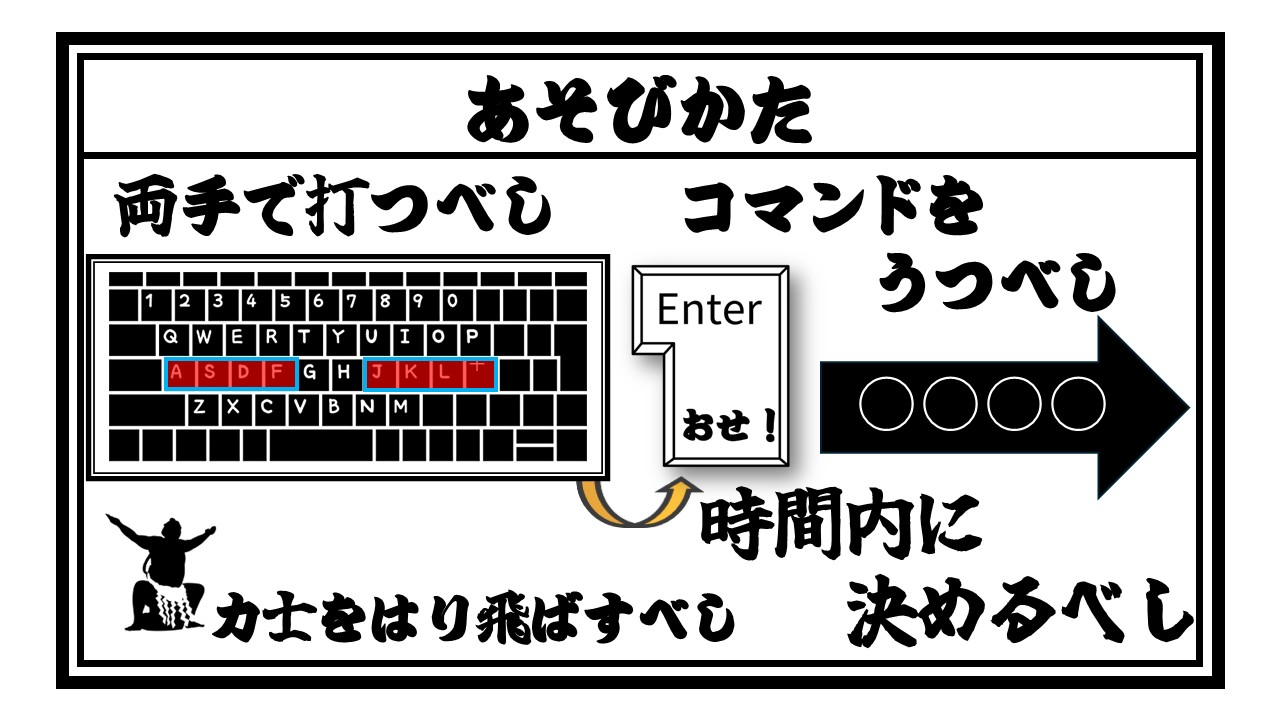 あそびかた
両手で打つべし
1 2 3 4 5 6 7 8 9 0
Q W E R T Y U I O P
A S D F G H J K L +
Z X C V B N M
力士をはり飛ばすべし
Enter
おせ！
コマンドを
うつべし
○○○○
時間内に
決めるべし